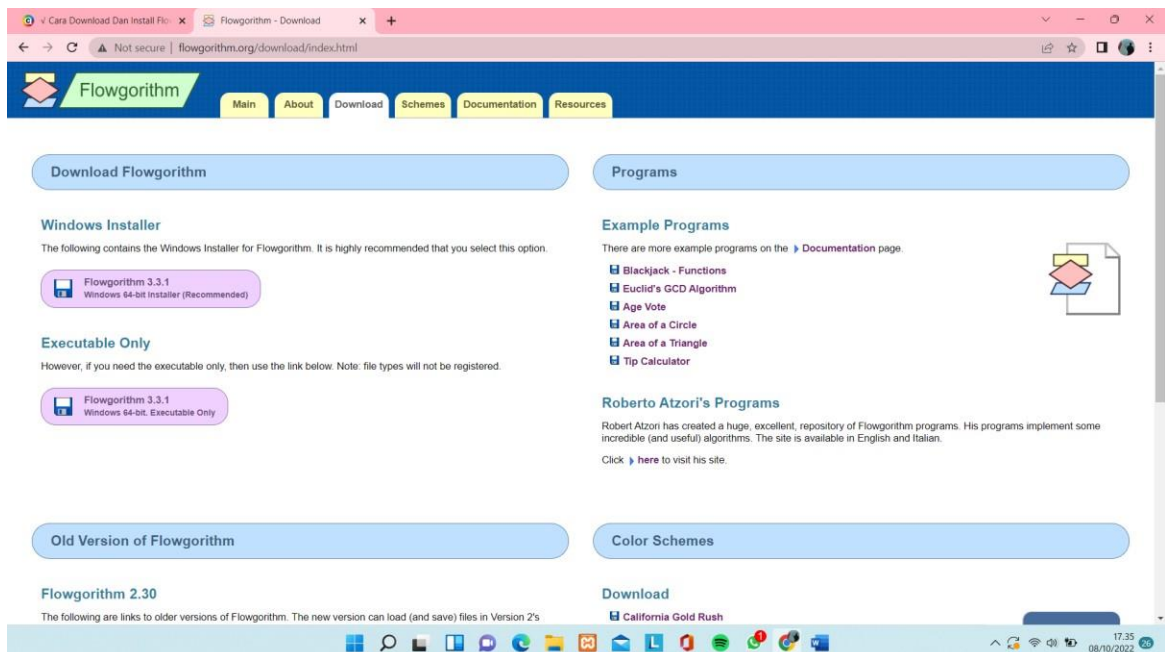 √ Cara Download Dan Install Flo
Flowgorithm - Download
Not secure | flowgorithm.org/download/index.html
Flowgorithm
Main
About
Download
Schemes
Documentation
Resources
Download Flowgorithm
Windows Installer
The following contains the Windows Installer for Flowgorithm. It is highly recommended that you select this option.
Flowgorithm 3.3.1
Windows 64-bit Installer (Recommended)
Executable Only
However, if you need the executable only, then use the link below. Note: file types will not be registered.
Flowgorithm 3.3.1
Windows 64-bit. Executable Only
Programs
Example Programs
There are more example programs on the Documentation page.
Blackjack - Functions
Euclid's GCD Algorithm
Age Vote
Area of a Circle
Area of a Triangle
Tip Calculator
Roberto Atzori's Programs
Robert Atzori has created a huge, excellent, repository of Flowgorithm programs. His programs implement some
incredible (and useful) algorithms. The site is available in English and Italian.
Click here to visit his site.
Old Version of Flowgorithm
Flowgorithm 2.30
The following are links to older versions of Flowgorithm. The new version can load (and save) files in Version 2's
Color Schemes
Download
California Gold Rush
17.35
08/10/2022
26